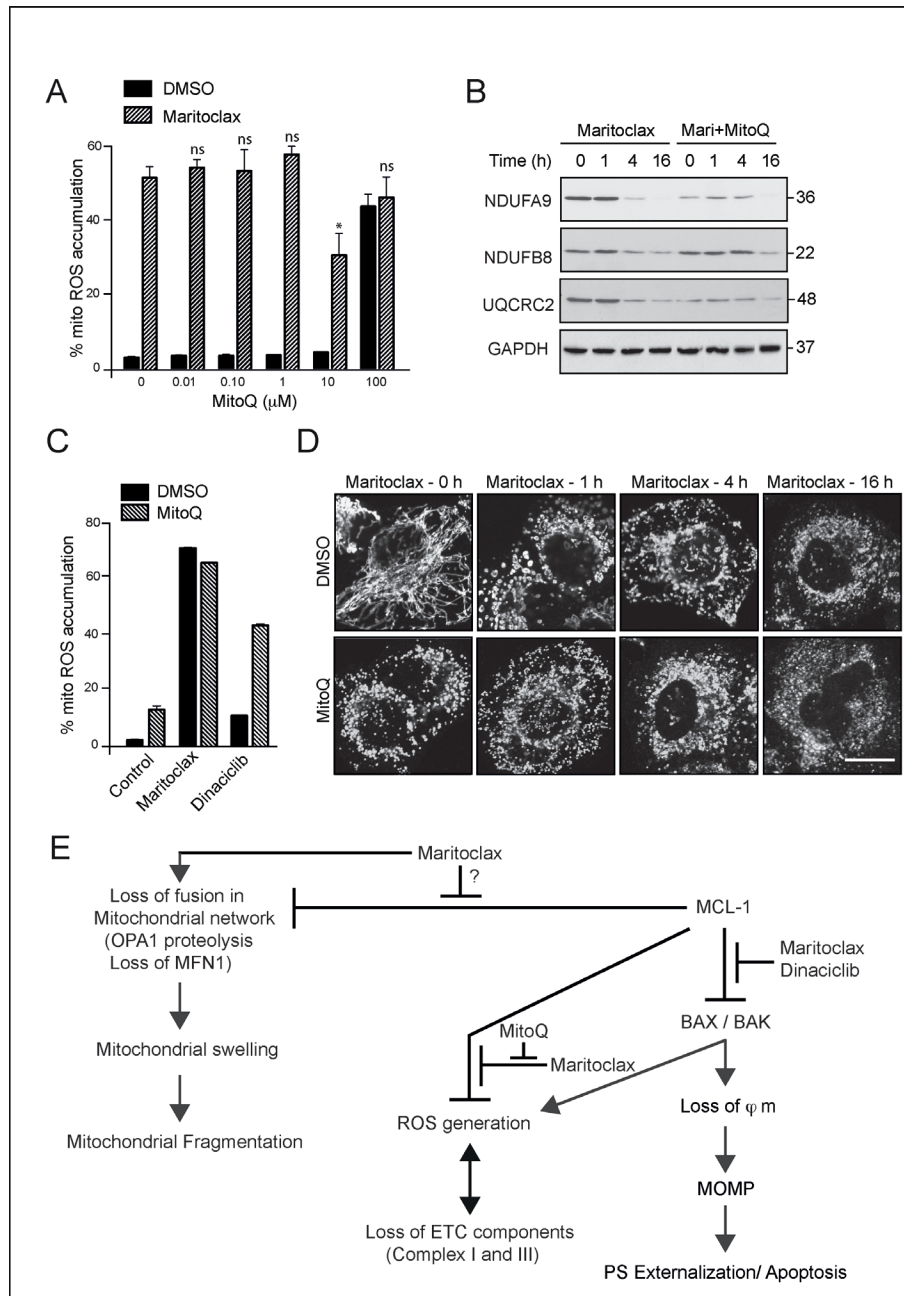 A
DMSO
Maritoclax
60
40
20
0
% mito ROS accumulation
ns
ns
ns
*
ns
0 0.01 0.10 1 10 100
MitoQ (μM)
B
Maritoclax Mari+MitoQ
Time (h) 0 1 4 16 0 1 4 16
NDUFA9 36
NDUFB8 22
UQCRC2 48
GAPDH 37
C
DMSO
MitoQ
80
60
40
20
0
% mito ROS accumulation
Control
Maritoclax
Dinaciclib
D
Maritoclax - 0 h Maritoclax - 1 h Maritoclax - 4 h Maritoclax - 16 h
DMSO
MitoQ
E
Maritoclax
?
Loss of fusion in
Mitochondrial network
(OPA1 proteolysis
Loss of MFN1)
MCL-1
Maritoclax
Dinaciclib
BAX / BAK
Mitochondrial swelling
MitoQ
Maritoclax
Loss of φ m
ROS generation
Mitochondrial Fragmentation
MOMP
Loss of ETC components
(Complex I and III)
PS Externalization/ Apoptosis